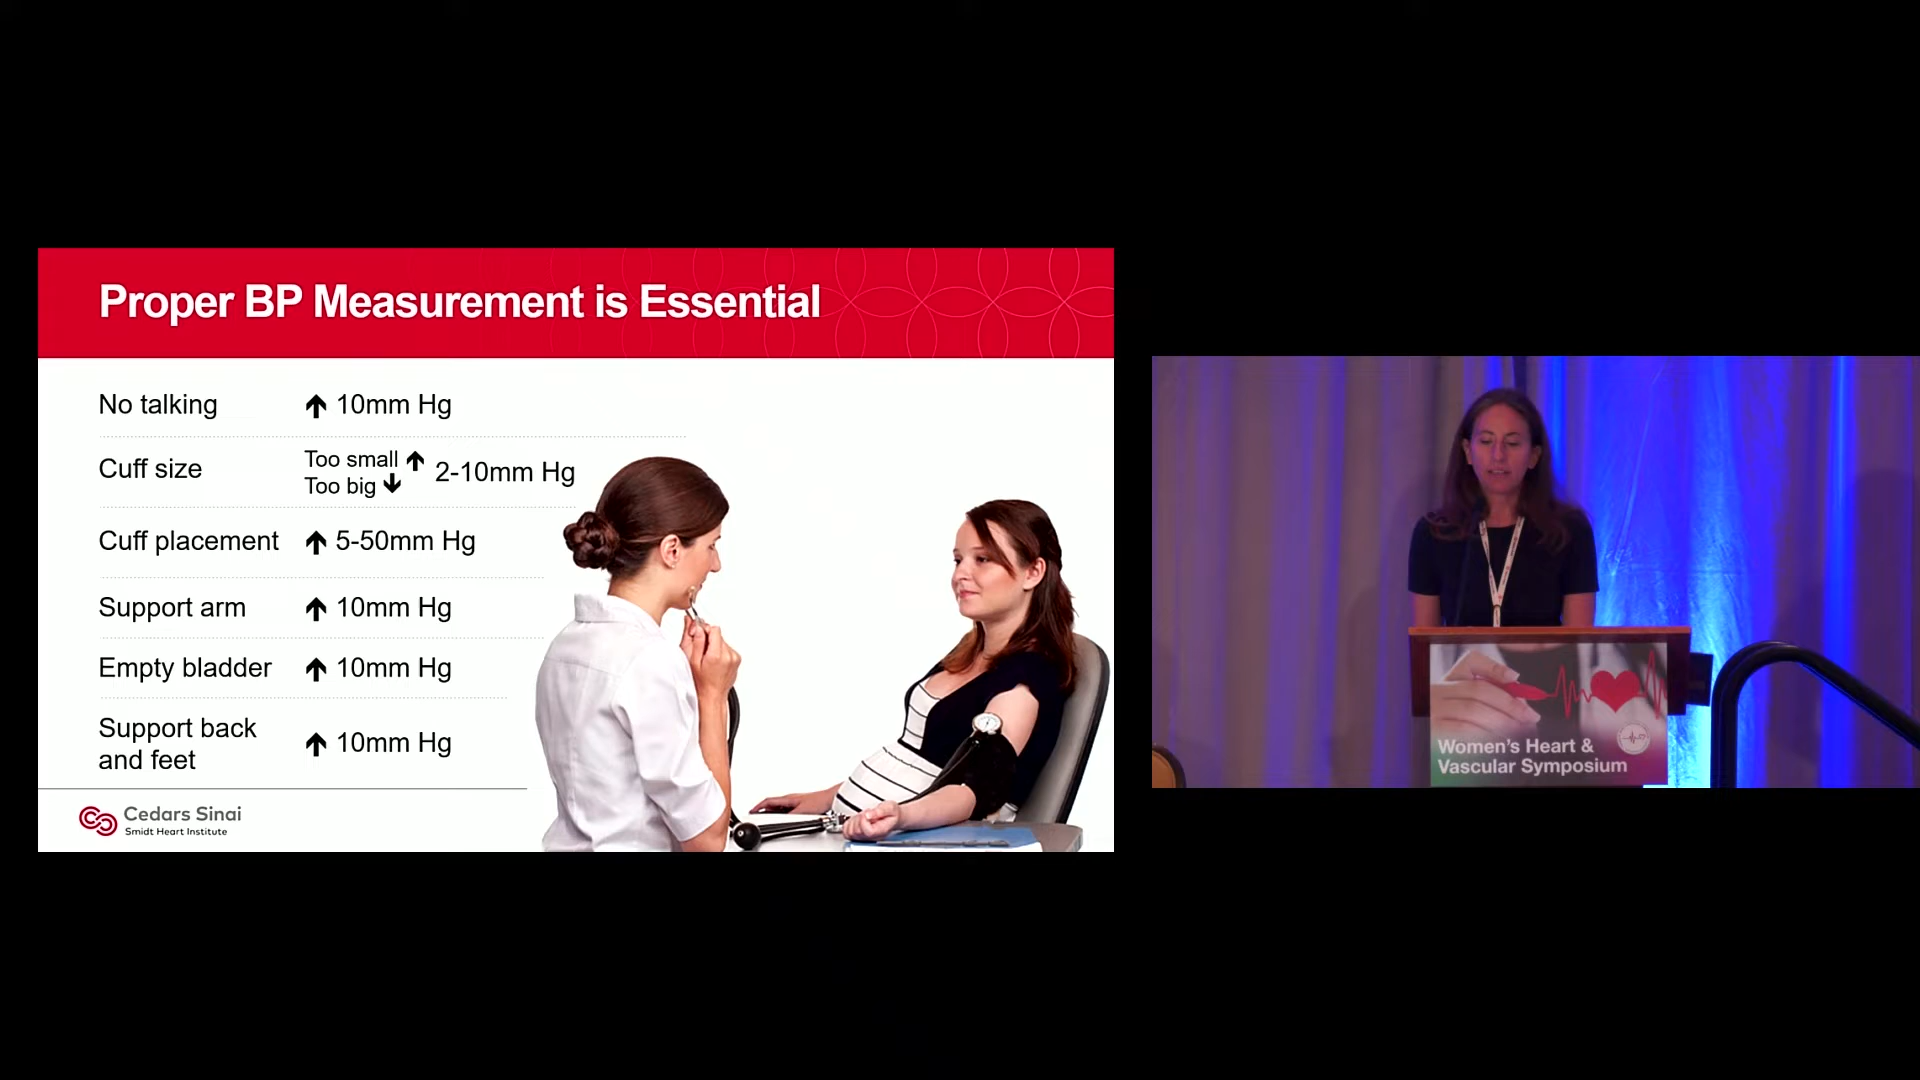 Proper BP Measurement is Essential
No talking ↑ 10mm Hg
Cuff size Too small ↑ 2-10mm Hg
Too big ↓
Cuff placement ↑ 5-50mm Hg
Support arm ↑ 10mm Hg
Empty bladder ↑ 10mm Hg
Support back
and feet ↑ 10mm Hg
Cedars Sinai
Smidt Heart Institute
Women's Heart &
Vascular Symposium